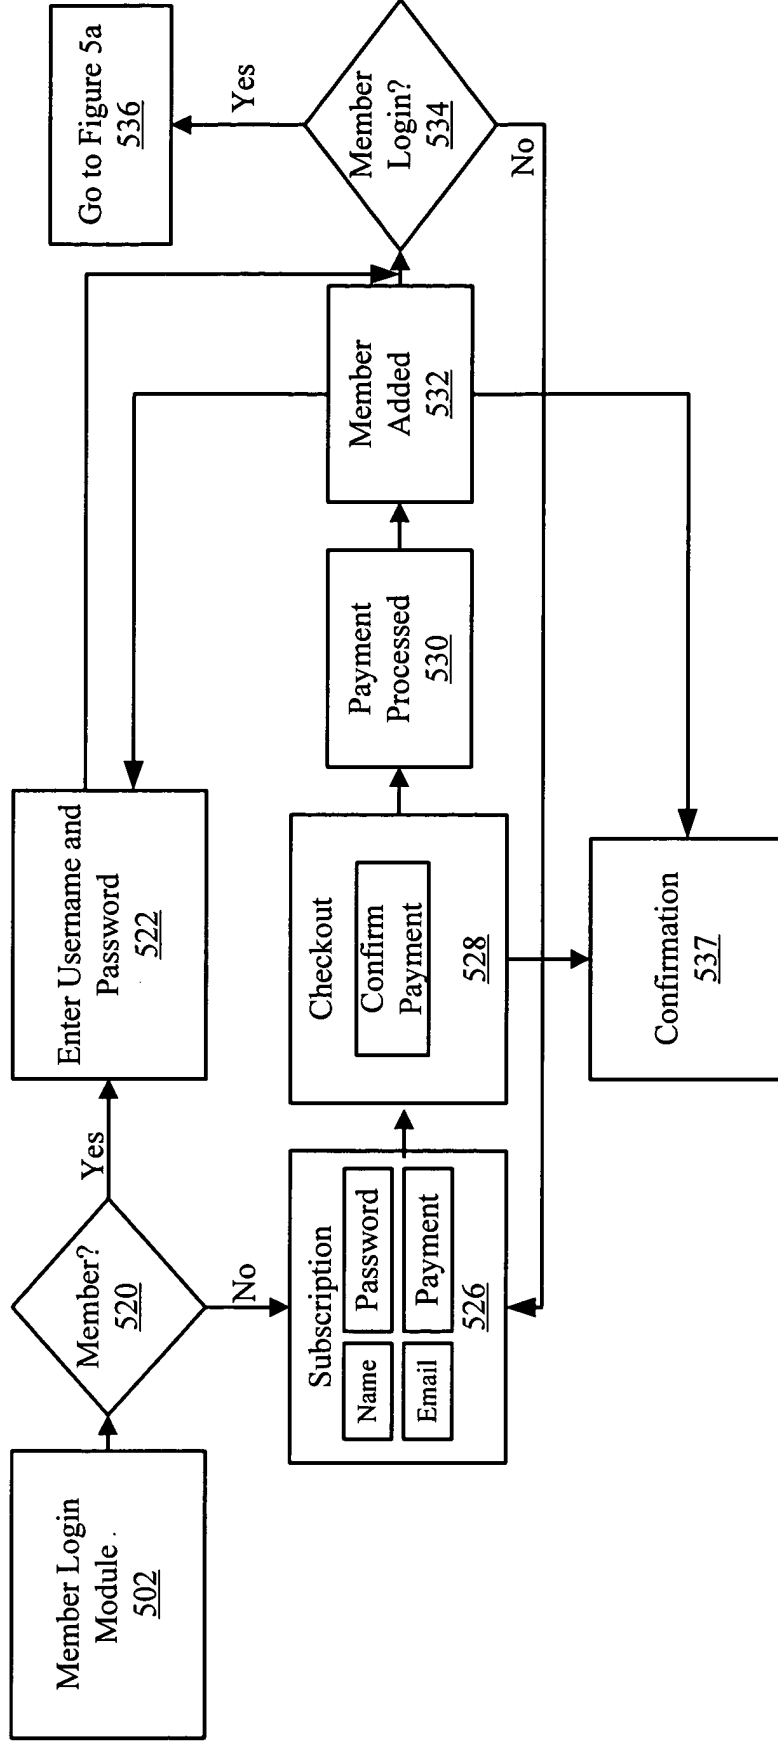 Member Login
Module
502
Member?
520
Yes
No
Enter Username and
Password
522
Subscription
Name
Password
Email
Payment
526
Checkout
Confirm
Payment
528
Payment
Processed
530
Member
Added
532
Member
Login?
534
Yes
No
Go to Figure 5a
536
Confirmation
537